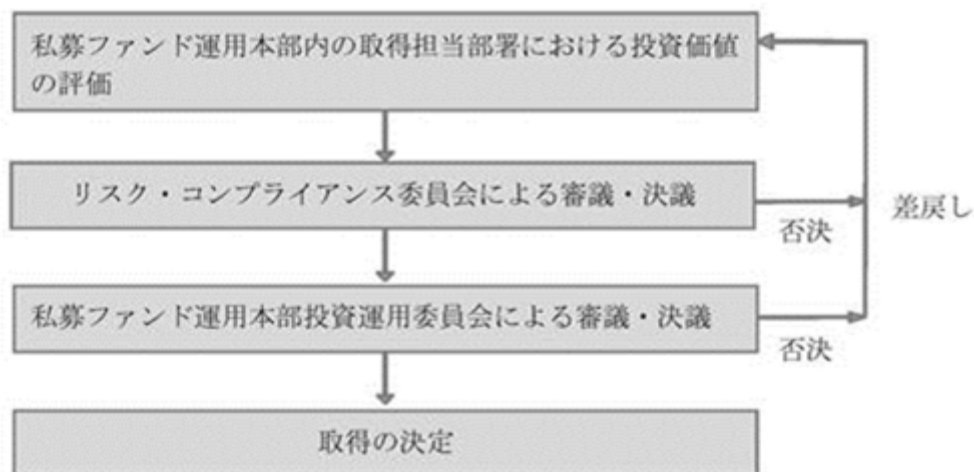 私募ファンド運用本部内の取得担当部署における投資価値
の評価
リスク・コンプライアンス委員会による審議・決議
差戻し
否決
私募ファンド運用本部投資運用委員会による審議・決議
否決
取得の決定